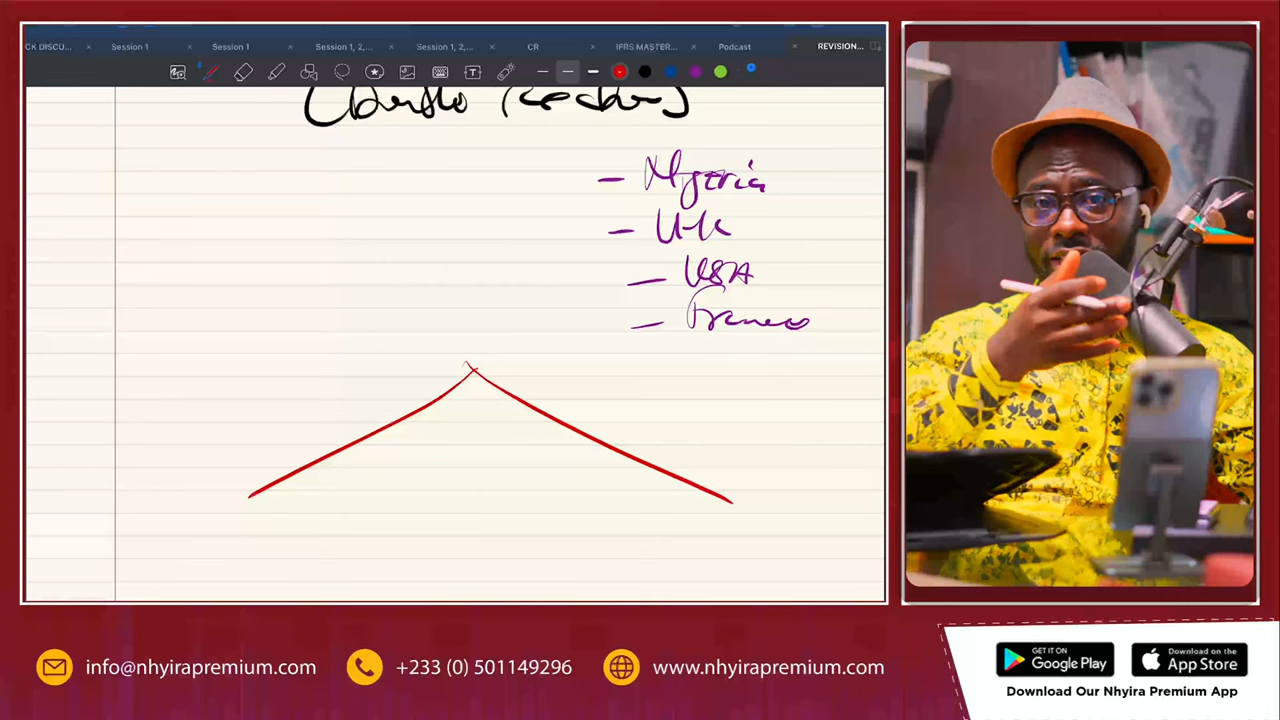 CK DISCU... Session 1 Session 1 Session 1, 2,... Session 1, 2,... CR IFRS MASTER... Podcast REVISION...
- Nigeria
- UK
- USA
- France
info@nhyirapremium.com +233 (0) 501149296 www.nhyirapremium.com
GET IT ON Google Play
Download on the App Store
Download Our Nhyira Premium App